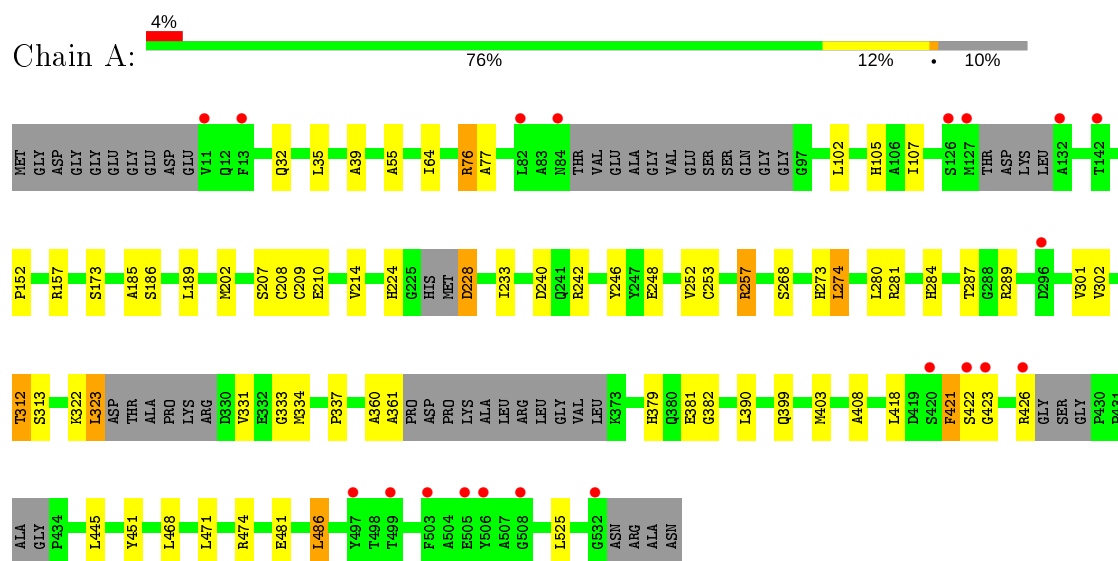 4%
Chain A:
76% 12% • 10%
MET GLY ASP GLY GLY GLU GLY GLU ASP GLU V11 Q12 F13 Q32 L35 A39 A55 I64 R76 A77 L82 A83 N84 THR VAL GLU ALA GLY VAL GLU SER SER GLN GLY GLY G97 L102 H105 A106 I107 S126 M127 THR ASP LYS LEU A132 T142
P152 R157 S173 A185 S186 L189 M202 S207 C208 C209 E210 V214 H224 G225 HIS MET D228 I233 D240 Q241 R242 Y246 Y247 E248 V252 C253 R257 S268 H273 L274 L280 R281 H284 T287 G288 R289 D296 V301 V302
T312 S313 K322 L323 ASP THR ALA PRO LYS ARG D330 V331 E332 G333 M334 P337 A360 A361 PRO ASP PRO LYS ALA LEU ARG LEU GLY VAL LEU K373 H379 Q380 E381 G382 L390 Q399 M403 A408 L418 D419 S420 F421 S422 G423 R426 GLY SER GLY P430
ALA GLY P434 L445 Y451 L468 L471 R474 E481 L486 Y497 T498 T499 F503 A504 E505 Y506 A507 G508 L525 G532 ASN ARG ALA ASN